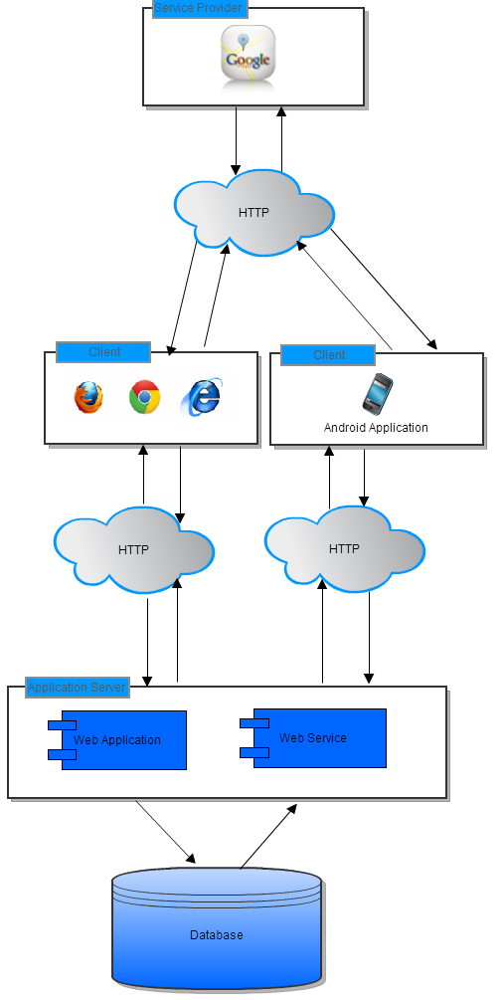 Service Provider
Google
HTTP
Client
Client
Android Application
HTTP
HTTP
Application Server
Web Application
Web Service
Database